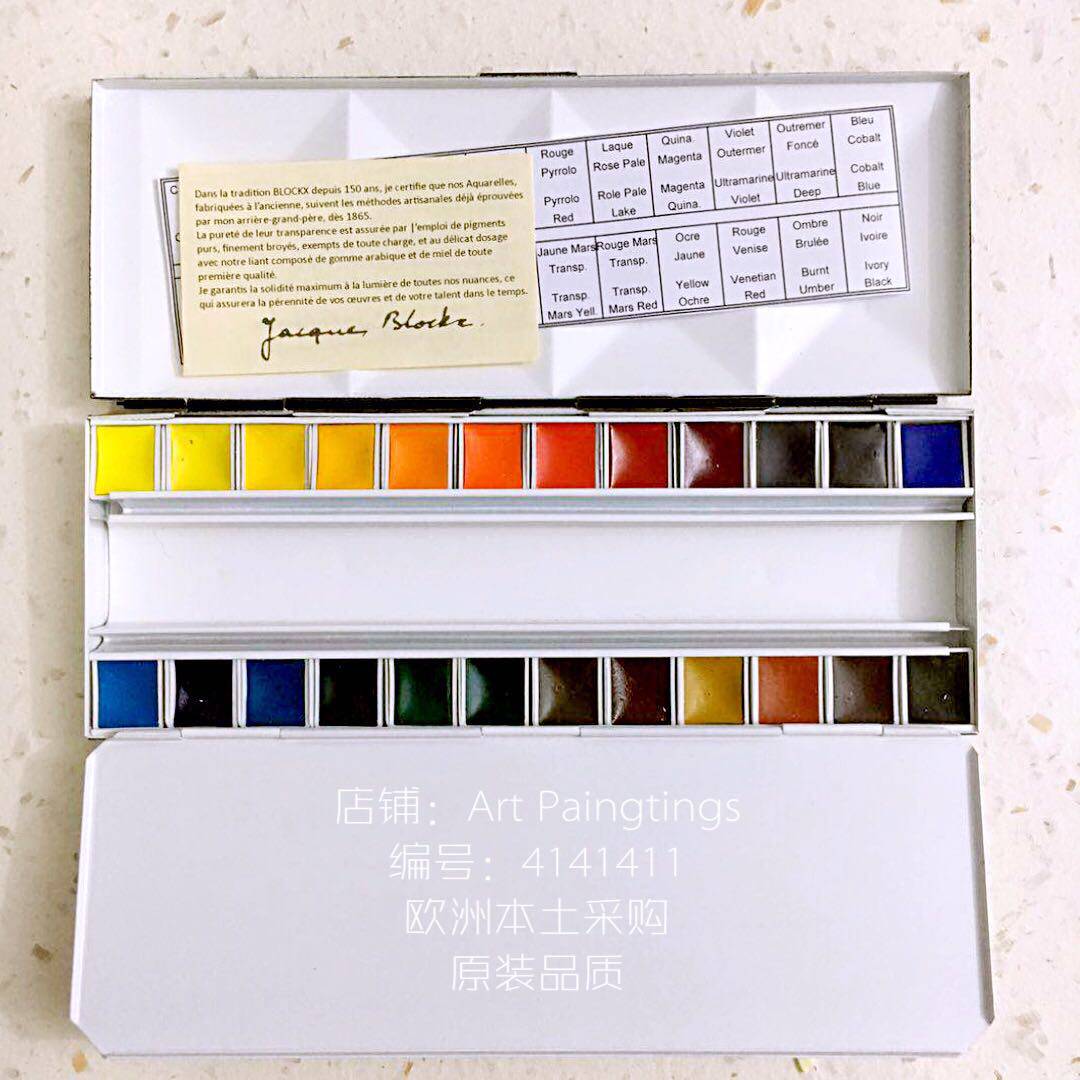 Rouge Pyrrolo
Pyrrolo Red
Laque Rose Pale
Role Pale Lake
Quina. Magenta
Magenta Quina.
Violet Outermer
Ultramarine Violet
Outremer Foncé
Ultramarine Deep
Bleu Cobalt
Cobalt Blue
Jaune Mars Transp.
Transp. Mars Yell.
Rouge Mars Transp.
Transp. Mars Red
Ocre Jaune
Yellow Ochre
Rouge Venise
Venetian Red
Ombre Brulée
Burnt Umber
Noir Ivoire
Ivory Black
Dans la tradition BLOCKX depuis 150 ans, je certifie que nos Aquarelles,
fabriquées à l'ancienne, suivent les méthodes artisanales déjà éprouvées
par mon arrière-grand-père, dès 1865.
La pureté de leur transparence est assurée par l'emploi de pigments
purs, finement broyés, exempts de toute charge, et au délicat dosage
avec notre liant composé de gomme arabique et de miel de toute
première qualité.
Je garantis la solidité maximum à la lumière de toutes nos nuances, ce
qui assurera la pérennité de vos œuvres et de votre talent dans le temps.
Jacques Blockx.
店铺：Art Paingtings
编号：4141411
欧洲本土采购
原装品质